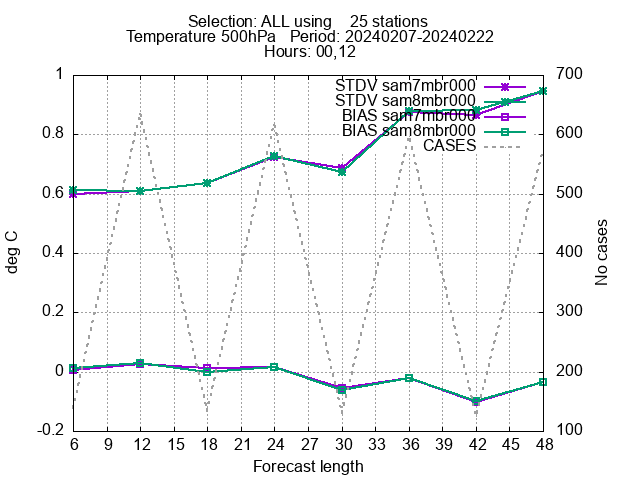 Selection: ALL using    25 stations
Temperature 500hPa   Period: 20240207-20240222
Hours: 00,12
STDV sam7mbr000
STDV sam8mbr000
BIAS sam7mbr000
BIAS sam8mbr000
CASES
1
0.8
0.6
0.4
0.2
0
-0.2
deg C
700
600
500
400
300
200
100
No cases
6 12 15 18 21 24 27 30 33 36 39 42 45 48
Forecast length